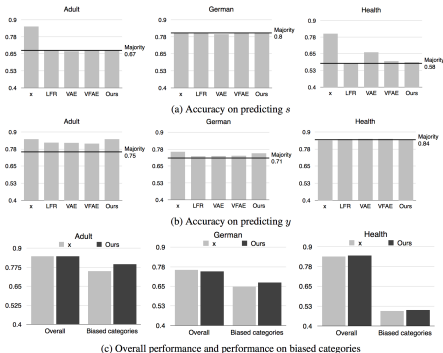 Adult
0.9
0.78
0.65
0.53
0.4
Majority
0.67
x LFR VAE VFAE Ours
German
0.9
0.78
0.65
0.53
0.4
Majority
0.8
x LFR VAE VFAE Ours
Health
0.9
0.78
0.65
0.53
0.4
Majority
0.58
x LFR VAE VFAE Ours
(a) Accuracy on predicting s
Adult
0.9
0.78
0.65
0.53
0.4
Majority
0.75
x LFR VAE VFAE Ours
German
0.9
0.78
0.65
0.53
0.4
Majority
0.71
x LFR VAE VFAE Ours
Health
0.9
0.78
0.65
0.53
0.4
Majority
0.84
x LFR VAE VFAE Ours
(b) Accuracy on predicting y
Adult
x Ours
0.9
0.775
0.65
0.525
0.4
Overall Biased categories
German
x Ours
0.9
0.78
0.65
0.53
0.4
Overall Biased categories
Health
x Ours
0.9
0.78
0.65
0.53
0.4
Overall Biased categories
(c) Overall performance and performance on biased categories